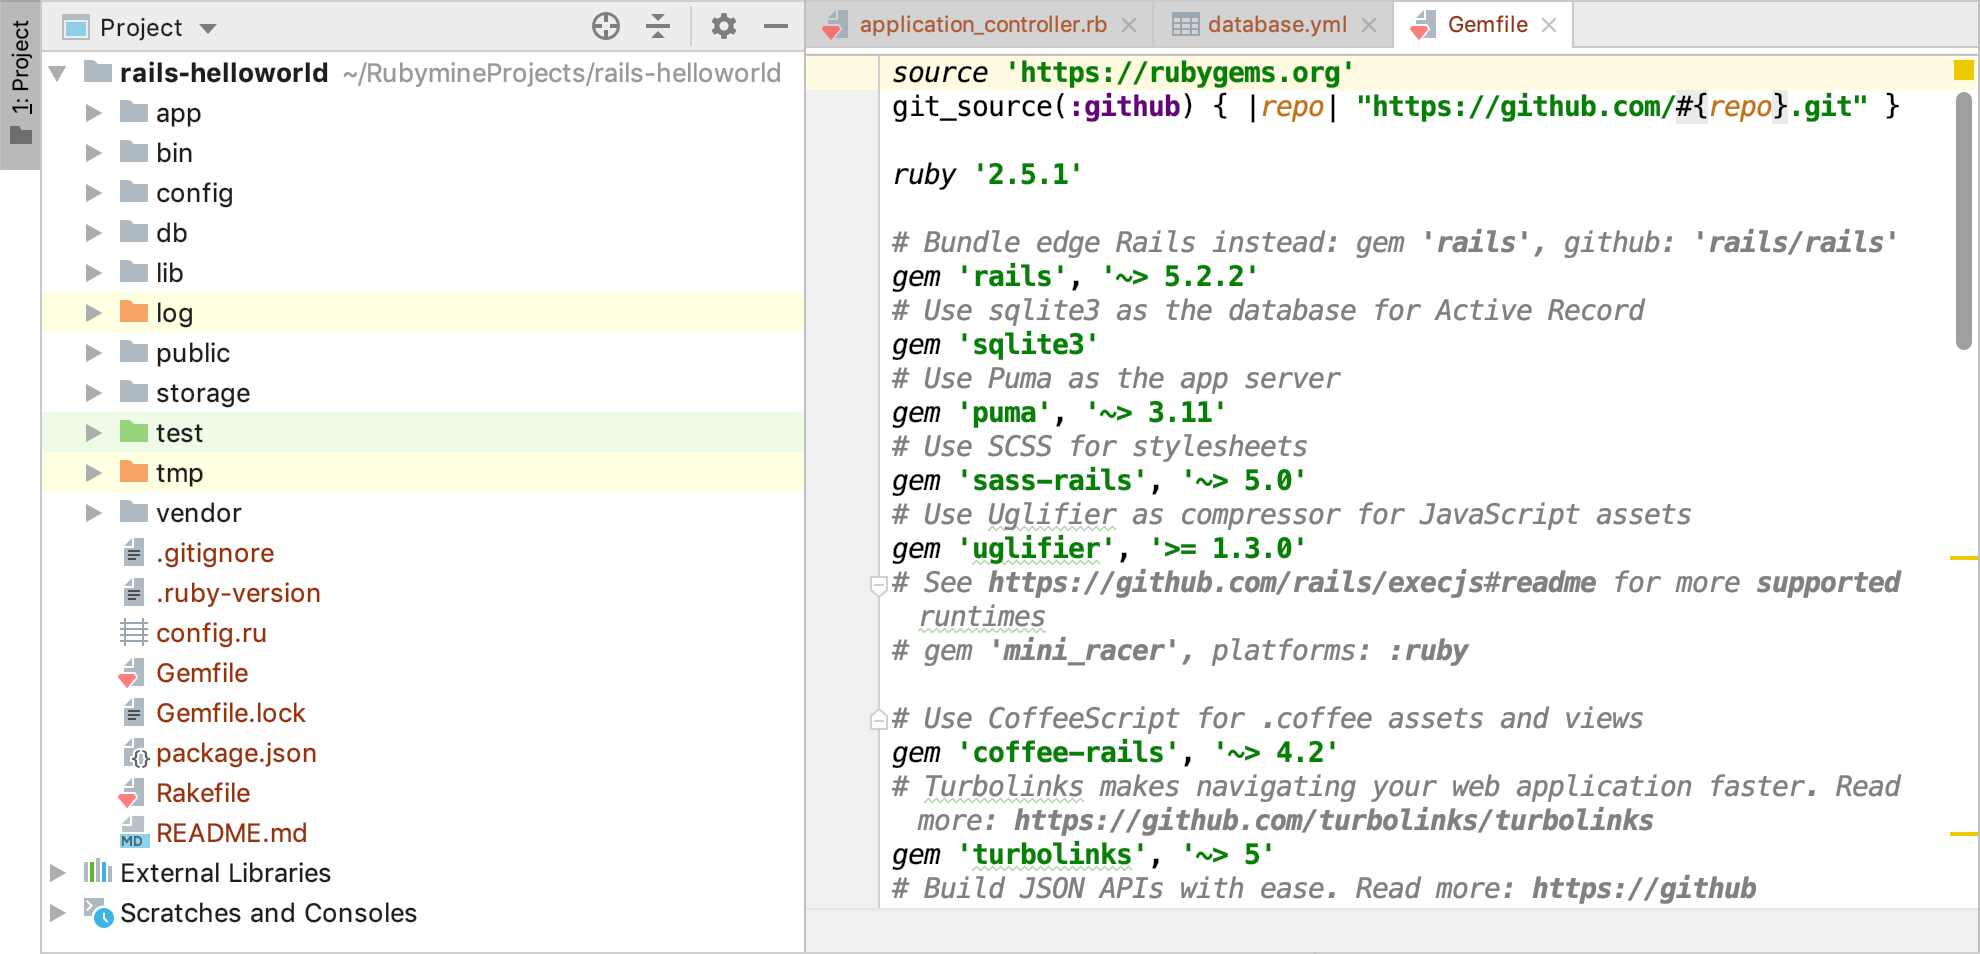 1: Project
Project
rails-helloworld ~/RubymineProjects/rails-helloworld
app
bin
config
db
lib
log
public
storage
test
tmp
vendor
.gitignore
.ruby-version
config.ru
Gemfile
Gemfile.lock
{} package.json
Rakefile
MD README.md
External Libraries
Scratches and Consoles
application_controller.rb
database.yml
Gemfile
source 'https://rubygems.org'
git_source(:github) { |repo| "https://github.com/#{repo}.git" }
ruby '2.5.1'
# Bundle edge Rails instead: gem 'rails', github: 'rails/rails'
gem 'rails', '~> 5.2.2'
# Use sqlite3 as the database for Active Record
gem 'sqlite3'
# Use Puma as the app server
gem 'puma', '~> 3.11'
# Use SCSS for stylesheets
gem 'sass-rails', '~> 5.0'
# Use Uglifier as compressor for JavaScript assets
gem 'uglifier', '>= 1.3.0'
# See https://github.com/rails/execjs#readme for more supported
runtimes
# gem 'mini_racer', platforms: :ruby
# Use CoffeeScript for .coffee assets and views
gem 'coffee-rails', '~> 4.2'
# Turbolinks makes navigating your web application faster. Read
more: https://github.com/turbolinks/turbolinks
gem 'turbolinks', '~> 5'
# Build JSON APIs with ease. Read more: https://github